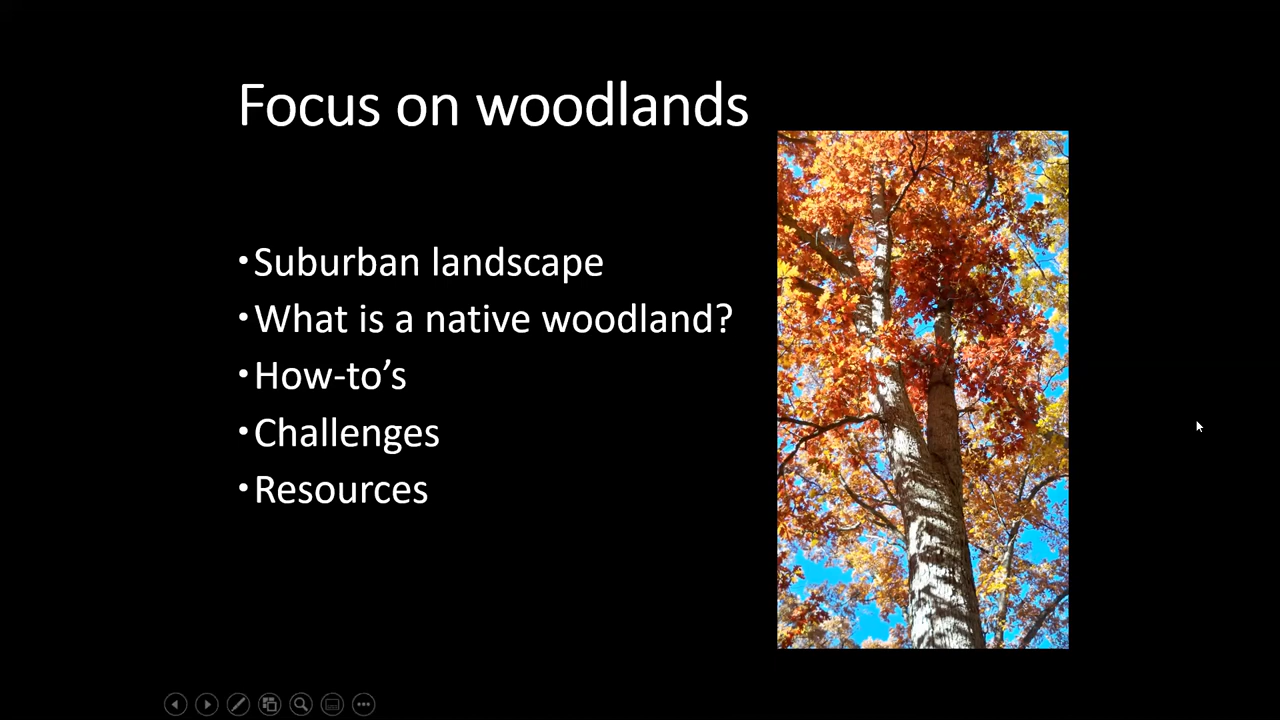 Focus on woodlands
• Suburban landscape
• What is a native woodland?
• How-to’s
• Challenges
• Resources